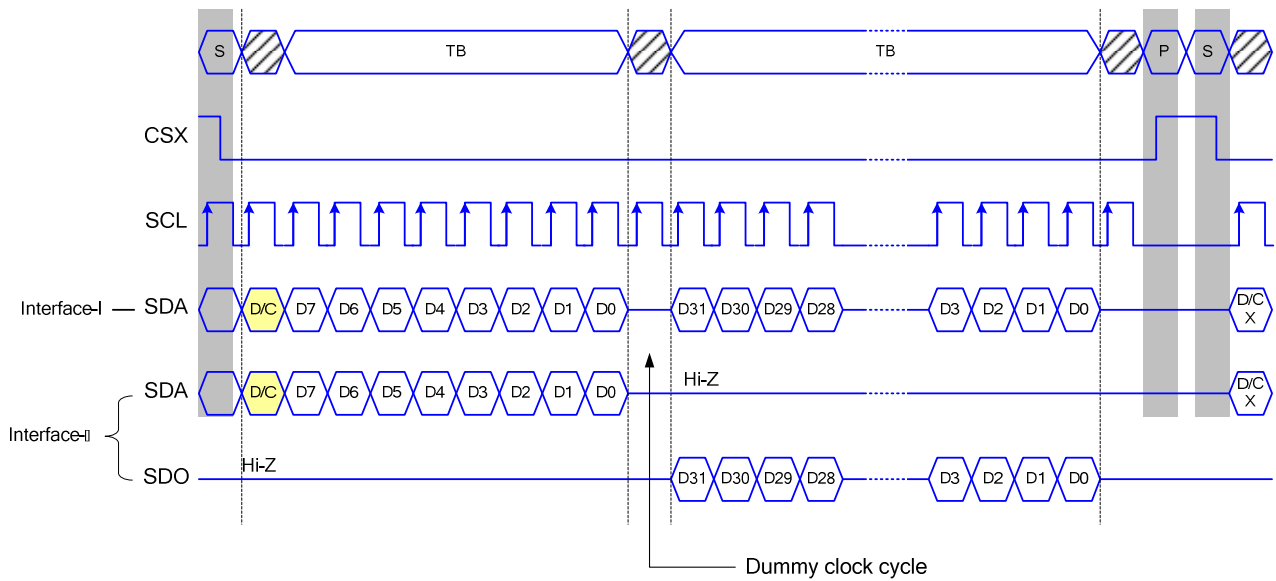 S TB TB P S
CSX
SCL
Interface-I SDA D/C D7 D6 D5 D4 D3 D2 D1 D0 D31 D30 D29 D28 D3 D2 D1 D0 D/C X
Interface-▯ SDA D/C D7 D6 D5 D4 D3 D2 D1 D0 Hi-Z D/C X
SDO Hi-Z D31 D30 D29 D28 D3 D2 D1 D0
Dummy clock cycle